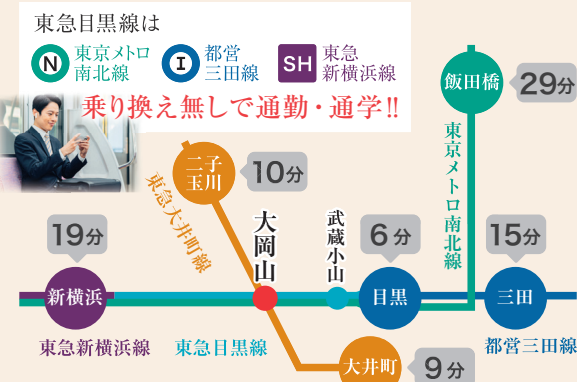 東急目黒線は
N 東京メトロ
南北線
I 都営
三田線
SH 東急
新横浜線
乗り換え無しで通勤・通学!!
飯田橋
29分
二子
玉川
10分
東急大井町線
東京メトロ南北線
大岡山
武蔵小山
19分
6分
15分
新横浜
目黒
三田
東急新横浜線
東急目黒線
都営三田線
大井町
9分